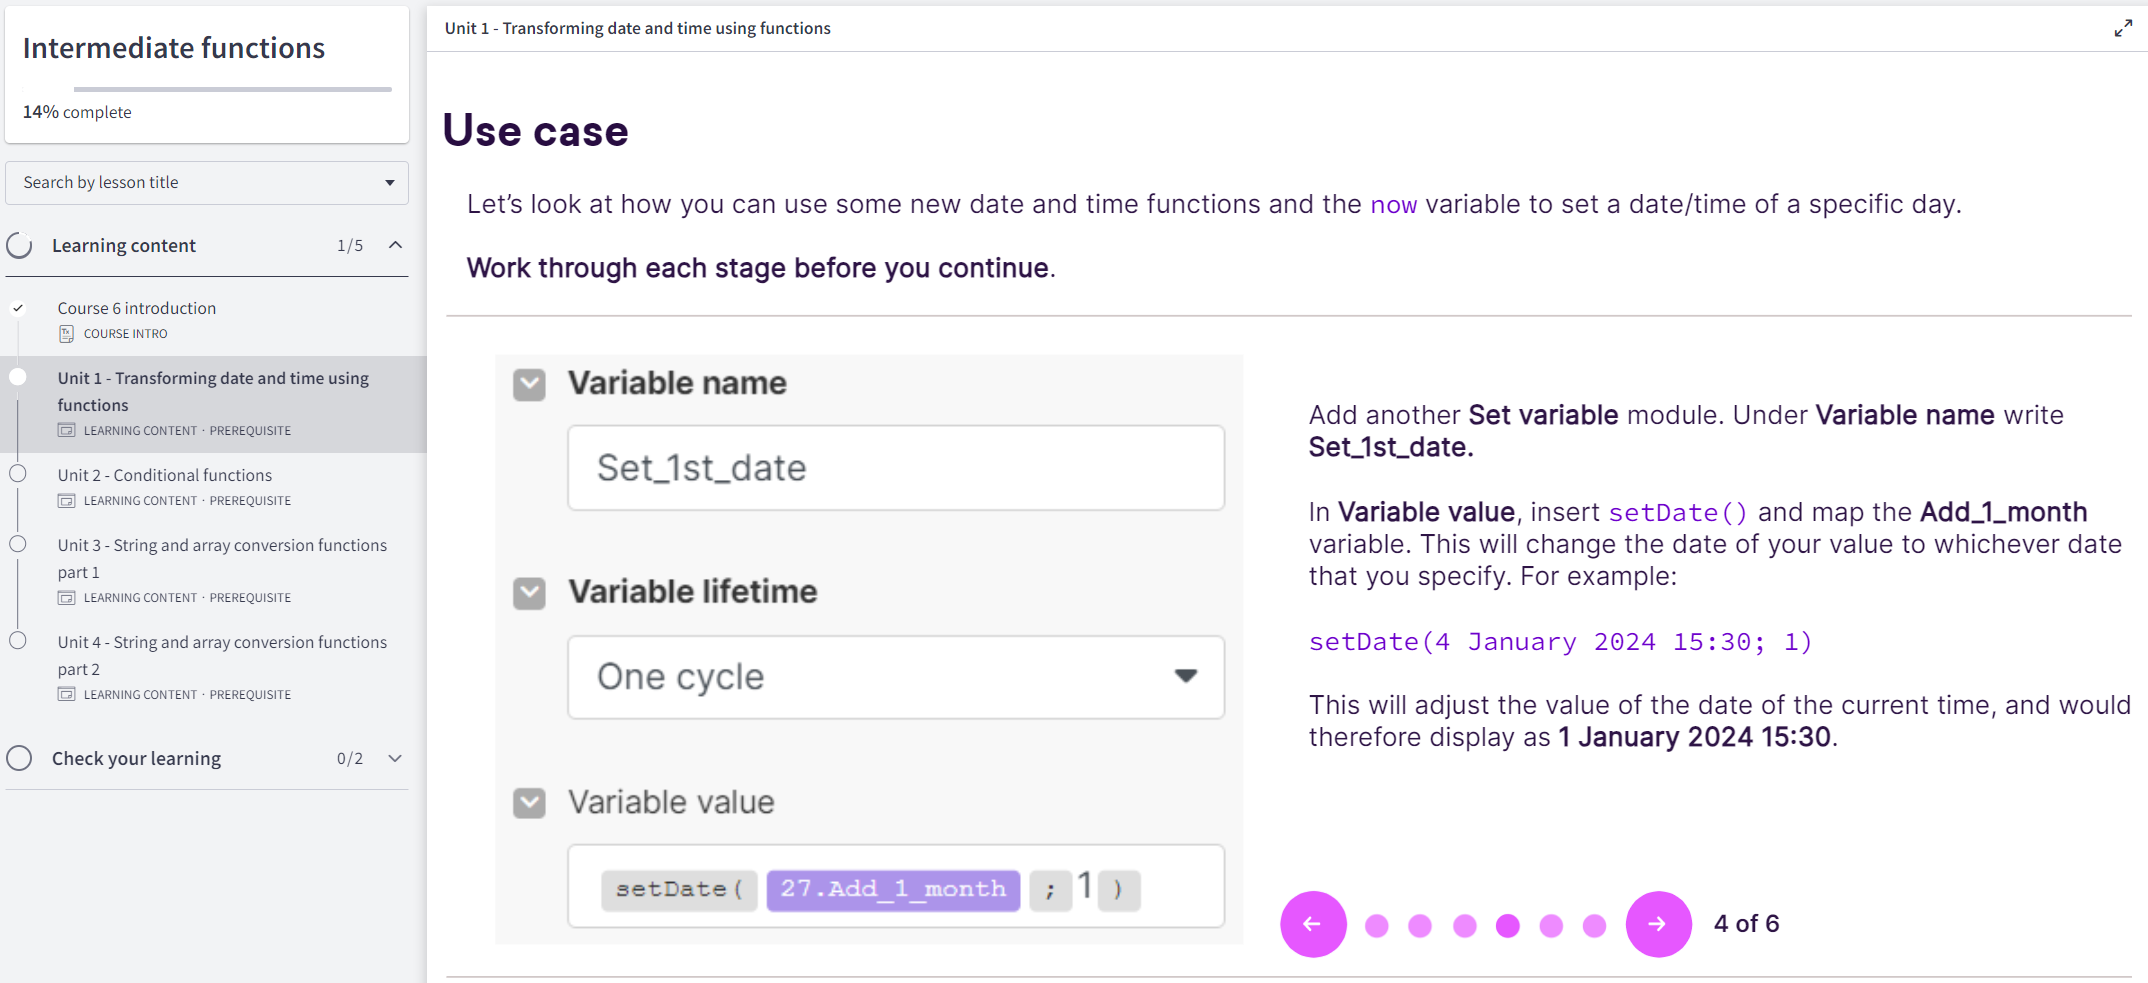 Intermediate functions
14% complete
Search by lesson title
Learning content 1/5
Course 6 introduction
COURSE INTRO
Unit 1 - Transforming date and time using
functions
LEARNING CONTENT · PREREQUISITE
Unit 2 - Conditional functions
LEARNING CONTENT · PREREQUISITE
Unit 3 - String and array conversion functions
part 1
LEARNING CONTENT · PREREQUISITE
Unit 4 - String and array conversion functions
part 2
LEARNING CONTENT · PREREQUISITE
Check your learning 0/2
Unit 1 - Transforming date and time using functions
Use case
Let’s look at how you can use some new date and time functions and the now variable to set a date/time of a specific day.
Work through each stage before you continue.
Variable name
Set_1st_date
Variable lifetime
One cycle
Variable value
setDate( 27.Add_1_month ; 1 )
Add another Set variable module. Under Variable name write
Set_1st_date.
In Variable value, insert setDate() and map the Add_1_month
variable. This will change the date of your value to whichever date
that you specify. For example:
setDate(4 January 2024 15:30; 1)
This will adjust the value of the date of the current time, and would
therefore display as 1 January 2024 15:30.
4 of 6